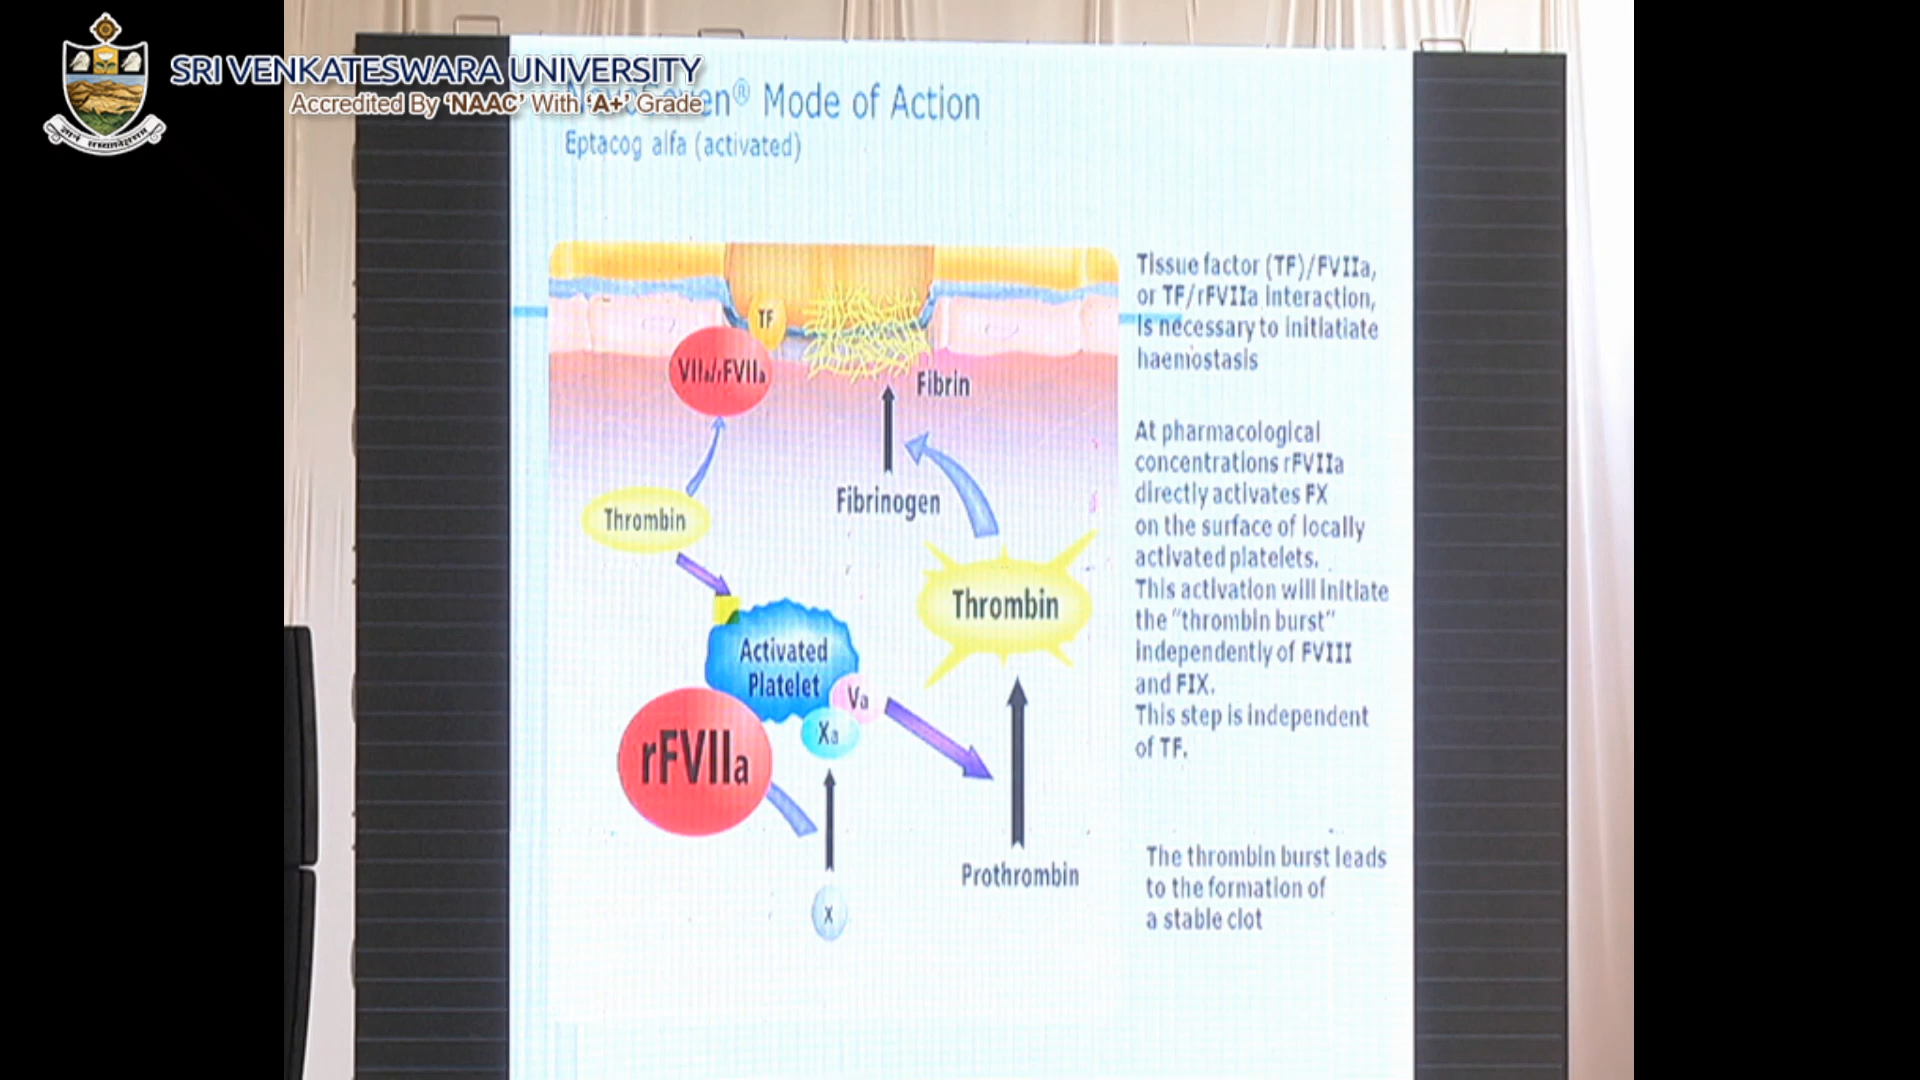 SRI VENKATESWARA UNIVERSITY
Accredited By ‘NAAC’ With ‘A+’ Grade
® Mode of Action
Eptacog alfa (activated)
TF
VIIa/rFVIIa
Fibrin
Fibrinogen
Thrombin
Thrombin
Activated
Platelet
Va
Xa
rFVIIa
Prothrombin
X
Tissue factor (TF)/FVIIa,
or TF/rFVIIa interaction,
is necessary to initiatiate
haemostasis
At pharmacological
concentrations rFVIIa
directly activates FX
on the surface of locally
activated platelets.
This activation will initiate
the "thrombin burst"
independently of FVIII
and FIX.
This step is independent
of TF.
The thrombin burst leads
to the formation of
a stable clot